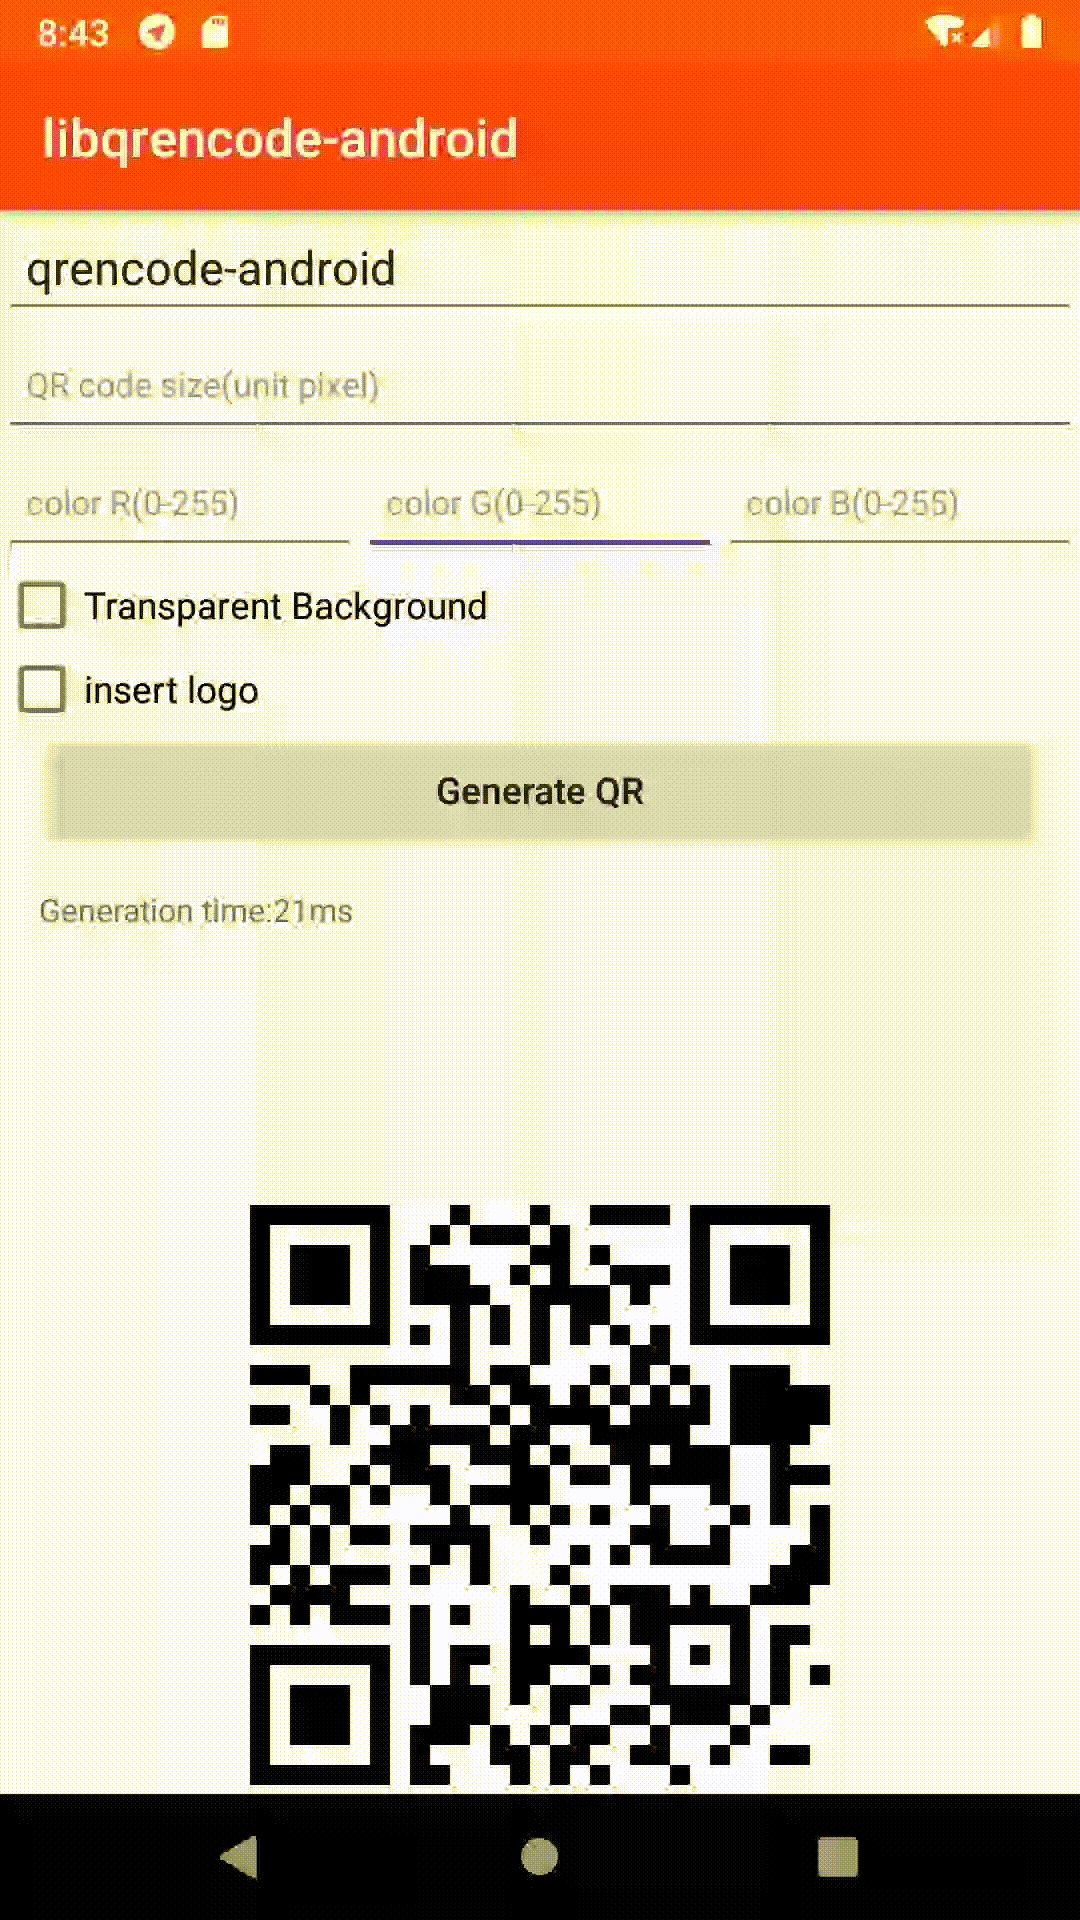 8:43
libqrencode-android
qrencode-android
QR code size(unit pixel)
color R(0-255) color G(0-255) color B(0-255)
Transparent Background
insert logo
Generate QR
Generation time:21ms